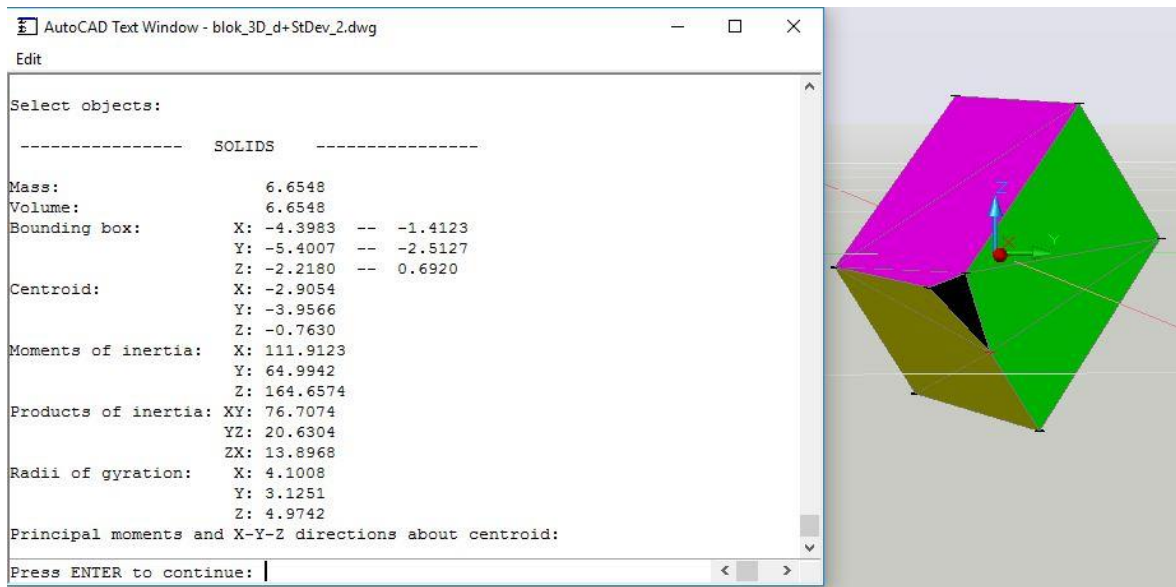 AutoCAD Text Window - blok_3D_d+StDev_2.dwg
Edit
Select objects:
---------------- SOLIDS ----------------
Mass: 6.6548
Volume: 6.6548
Bounding box: X: -4.3983 -- -1.4123
Y: -5.4007 -- -2.5127
Z: -2.2180 -- 0.6920
Centroid: X: -2.9054
Y: -3.9566
Z: -0.7630
Moments of inertia: X: 111.9123
Y: 64.9942
Z: 164.6574
Products of inertia: XY: 76.7074
YZ: 20.6304
ZX: 13.8968
Radii of gyration: X: 4.1008
Y: 3.1251
Z: 4.9742
Principal moments and X-Y-Z directions about centroid:
Press ENTER to continue:
Z
X
Y